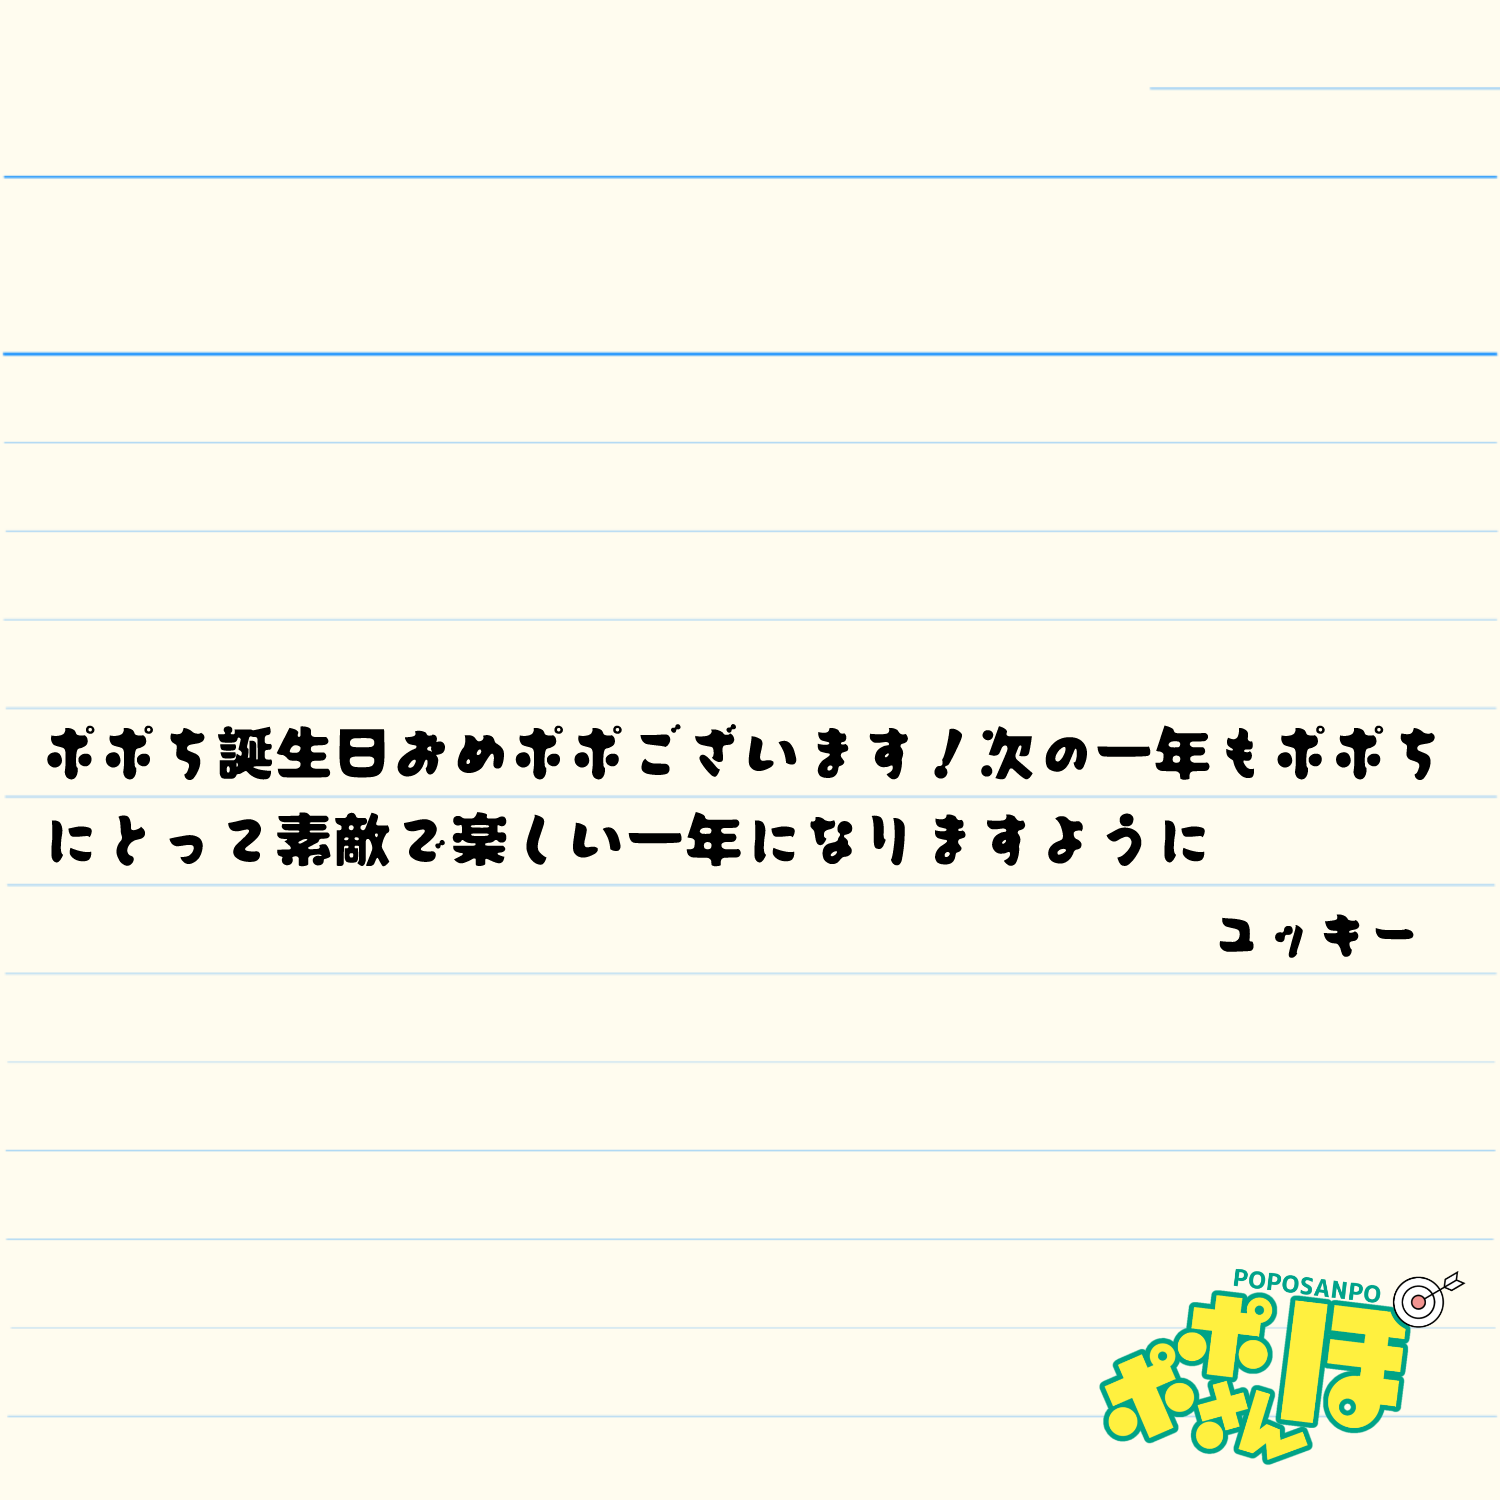 ポポち誕生日おめポポございます！次の一年もポポち
にとって素敵で楽しい一年になりますように
ユッキー
POPOSANPO
ポポさんぽ